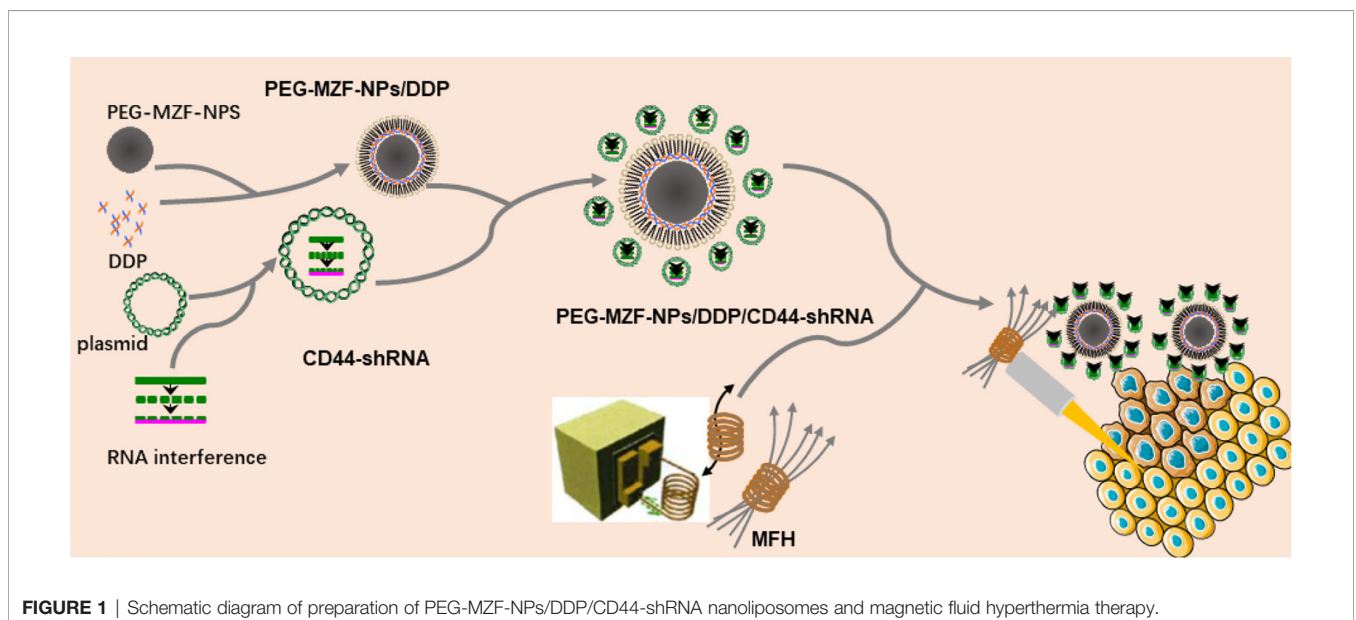 PEG-MZF-NPs/DDP
PEG-MZF-NPS
DDP
plasmid
CD44-shRNA
RNA interference
PEG-MZF-NPs/DDP/CD44-shRNA
MFH
FIGURE 1 | Schematic diagram of preparation of PEG-MZF-NPs/DDP/CD44-shRNA nanoliposomes and magnetic fluid hyperthermia therapy.